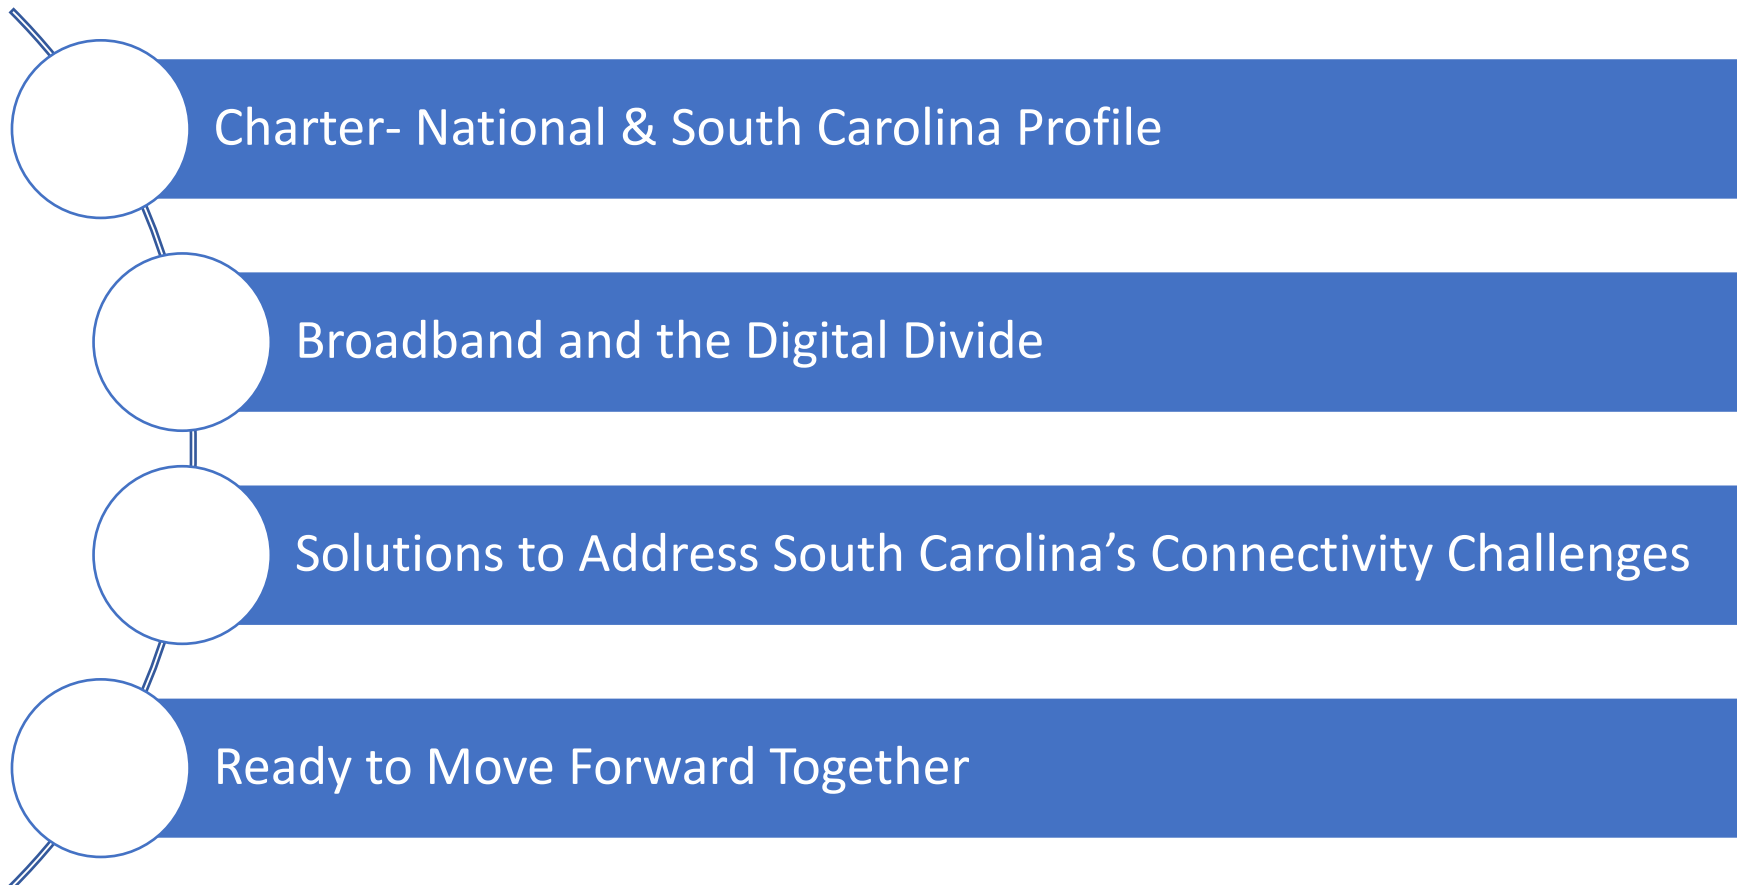 Charter- National & South Carolina Profile
Broadband and the Digital Divide
Solutions to Address South Carolina’s Connectivity Challenges
Ready to Move Forward Together